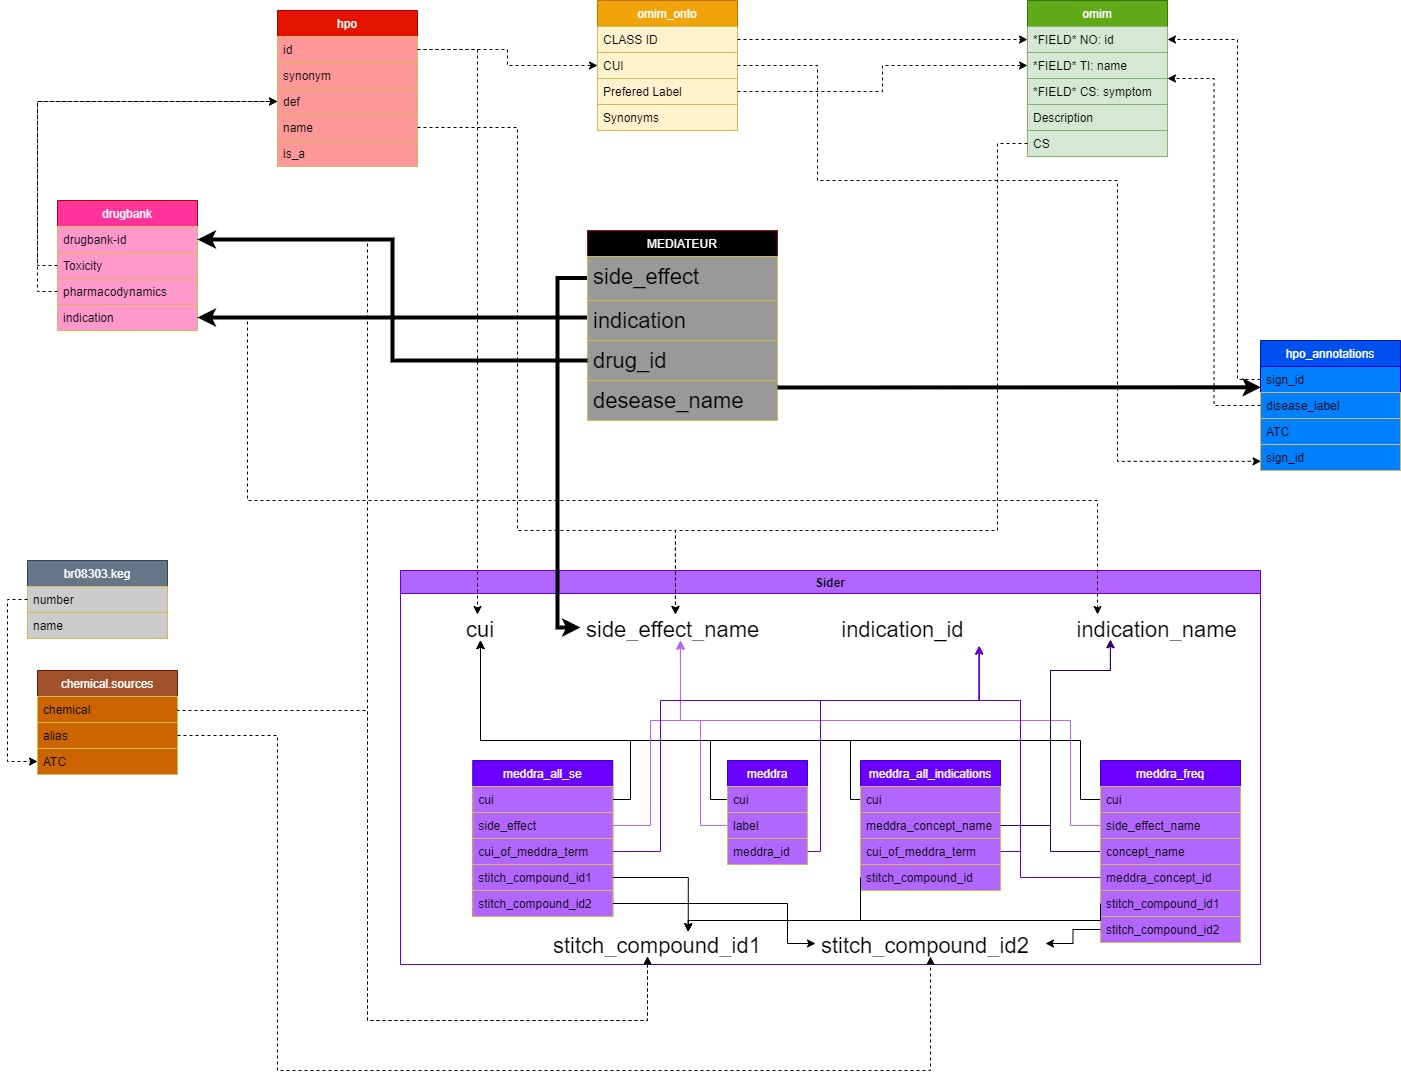 hpo
id
synonym
def
name
is_a
omim_onto
CLASS ID
CUI
Prefered Label
Synonyms
omim
*FIELD* NO: id
*FIELD* TI: name
*FIELD* CS: symptom
Description
CS
drugbank
drugbank-id
Toxicity
pharmacodynamics
indication
MEDIATEUR
side_effect
indication
drug_id
desease_name
hpo_annotations
sign_id
disease_label
ATC
sign_id
br08303.keg
number
name
chemical.sources
chemical
alias
ATC
Sider
cui
side_effect_name
indication_id
indication_name
meddra_all_se
cui
side_effect
cui_of_meddra_term
stitch_compound_id1
stitch_compound_id2
meddra
cui
label
meddra_id
meddra_all_indications
cui
meddra_concept_name
cui_of_meddra_term
stitch_compound_id
meddra_freq
cui
side_effect_name
concept_name
meddra_concept_id
stitch_compound_id1
stitch_compound_id2
stitch_compound_id1
stitch_compound_id2